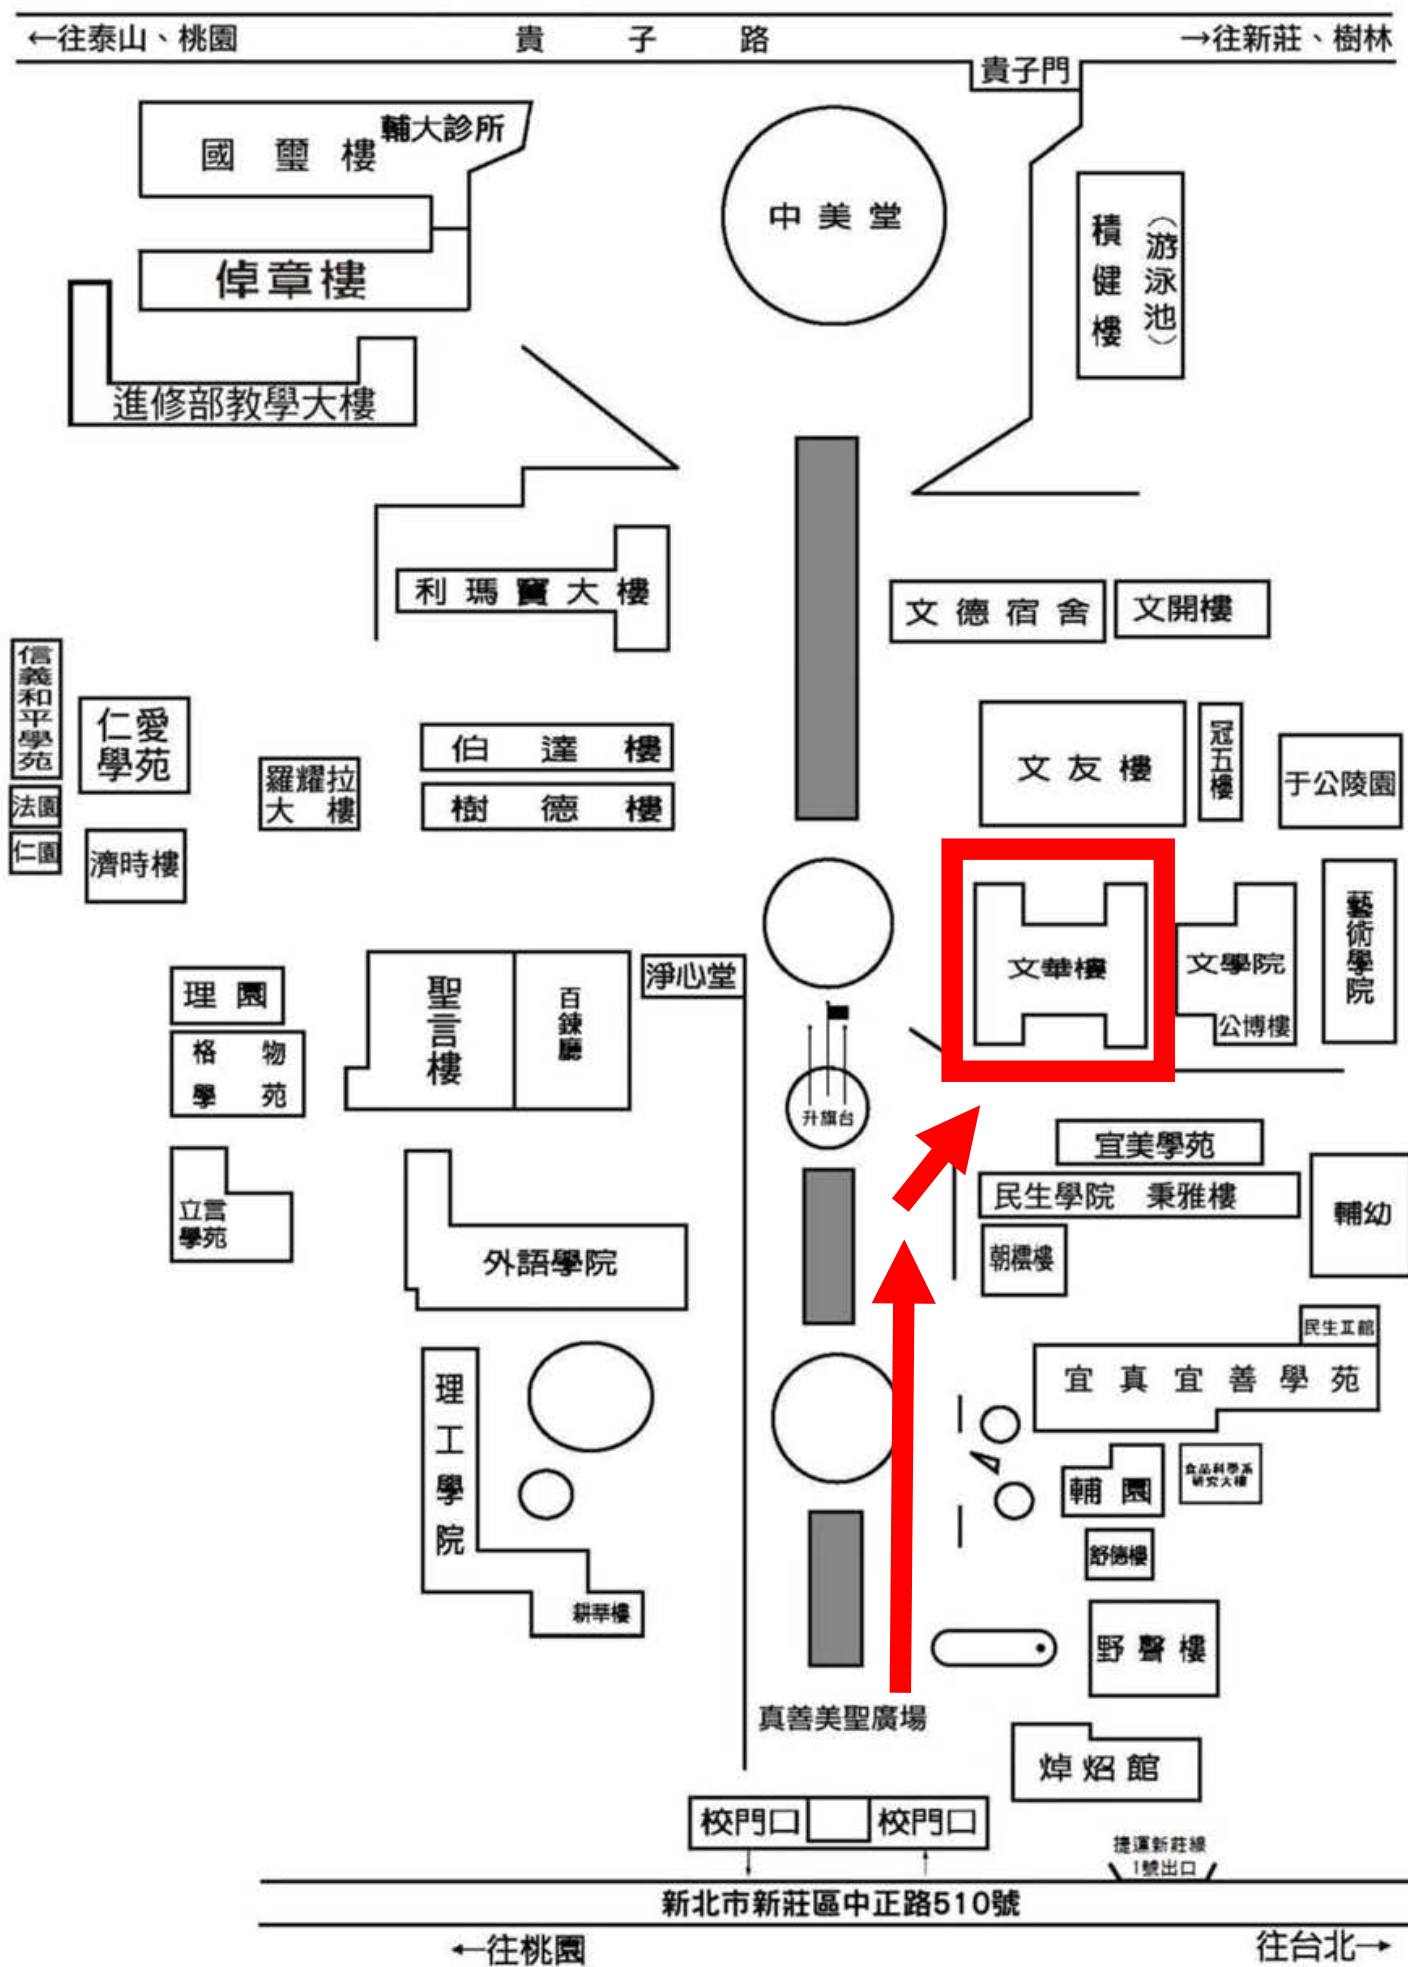 ←往泰山、桃園
貴子路
→往新莊、樹林
貴子門
國璽樓
輔大診所
中美堂
積健樓
（游泳池）
倬章樓
進修部教學大樓
利瑪竇大樓
文德宿舍
文開樓
信義和平學苑
仁愛
學苑
法園
仁園
濟時樓
羅耀拉
大樓
伯達樓
樹德樓
文友樓
冠五樓
于公陵園
文華樓
文學院
公博樓
藝術學院
理園
格物
學苑
聖言樓
百鍊廳
淨心堂
升旗台
宜美學苑
民生學院 秉雅樓
輔幼
朝橒樓
立言
學苑
外語學院
民生工館
宜真宜善學苑
理工學院
輔園
食品科學系
研究大樓
舒德樓
耕莘樓
野聲樓
真善美聖廣場
焯炤館
校門口
校門口
捷運新莊線
1號出口
新北市新莊區中正路510號
←往桃園
往台北→